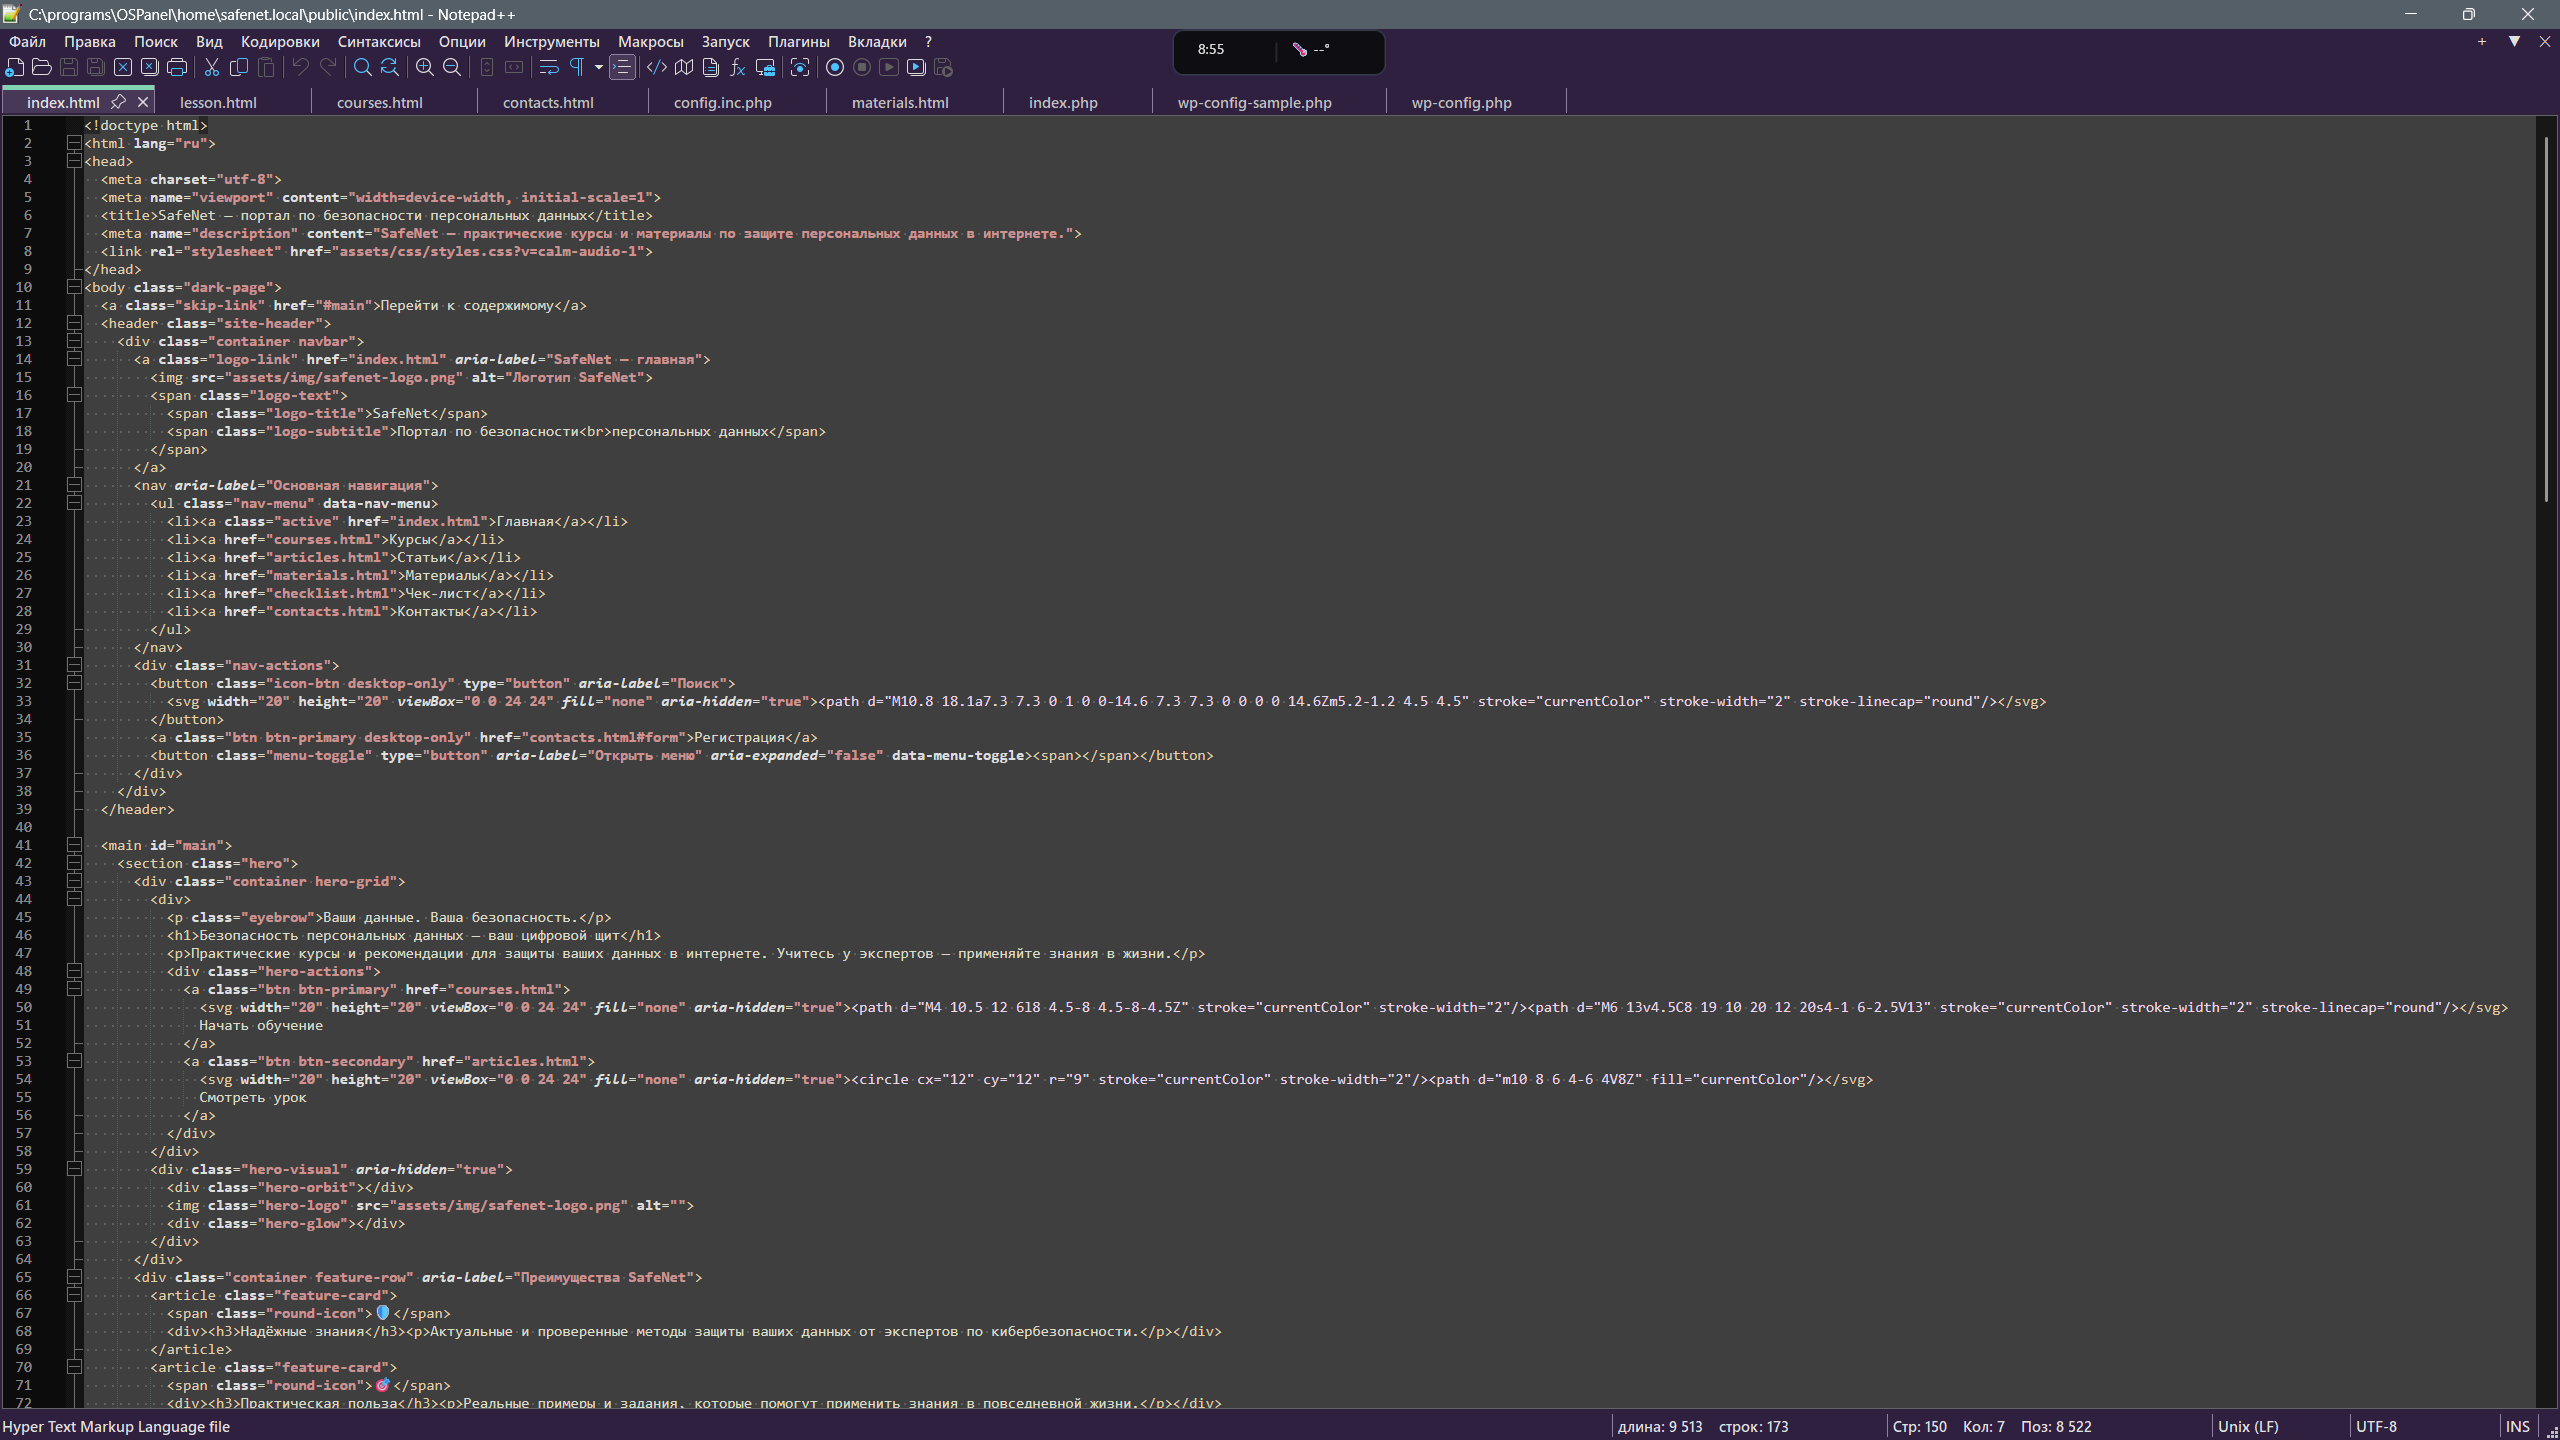 C:\programs\OSPanel\home\safenet.local\public\index.html - Notepad++
Файл Правка Поиск Вид Кодировки Синтаксисы Опции Инструменты Макросы Запуск Плагины Вкладки ?
8:55 --°
index.html lesson.html courses.html contacts.html config.inc.php materials.html index.php wp-config-sample.php wp-config.php
1 <!doctype html>
2 <html lang="ru">
3 <head>
4 <meta charset="utf-8">
5 <meta name="viewport" content="width=device-width, initial-scale=1">
6 <title>SafeNet — портал по безопасности персональных данных</title>
7 <meta name="description" content="SafeNet — практические курсы и материалы по защите персональных данных в интернете.">
8 <link rel="stylesheet" href="assets/css/styles.css?v=calm-audio-1">
9 </head>
10 <body class="dark-page">
11 <a class="skip-link" href="#main">Перейти к содержимому</a>
12 <header class="site-header">
13 <div class="container navbar">
14 <a class="logo-link" href="index.html" aria-label="SafeNet — главная">
15 <img src="assets/img/safenet-logo.png" alt="Логотип SafeNet">
16 <span class="logo-text">
17 <span class="logo-title">SafeNet</span>
18 <span class="logo-subtitle">Портал по безопасности<br>персональных данных</span>
19 </span>
20 </a>
21 <nav aria-label="Основная навигация">
22 <ul class="nav-menu" data-nav-menu>
23 <li><a class="active" href="index.html">Главная</a></li>
24 <li><a href="courses.html">Курсы</a></li>
25 <li><a href="articles.html">Статьи</a></li>
26 <li><a href="materials.html">Материалы</a></li>
27 <li><a href="checklist.html">Чек-лист</a></li>
28 <li><a href="contacts.html">Контакты</a></li>
29 </ul>
30 </nav>
31 <div class="nav-actions">
32 <button class="icon-btn desktop-only" type="button" aria-label="Поиск">
33 <svg width="20" height="20" viewBox="0 0 24 24" fill="none" aria-hidden="true"><path d="M10.8 18.1a7.3 7.3 0 1 0 0-14.6 7.3 7.3 0 0 0 0 14.6Zm5.2-1.2 4.5 4.5" stroke="currentColor" stroke-width="2" stroke-linecap="round"/></svg>
34 </button>
35 <a class="btn btn-primary desktop-only" href="contacts.html#form">Регистрация</a>
36 <button class="menu-toggle" type="button" aria-label="Открыть меню" aria-expanded="false" data-menu-toggle><span></span></button>
37 </div>
38 </div>
39 </header>
40
41 <main id="main">
42 <section class="hero">
43 <div class="container hero-grid">
44 <div>
45 <p class="eyebrow">Ваши данные. Ваша безопасность.</p>
46 <h1>Безопасность персональных данных — ваш цифровой щит</h1>
47 <p>Практические курсы и рекомендации для защиты ваших данных в интернете. Учитесь у экспертов — применяйте знания в жизни.</p>
48 <div class="hero-actions">
49 <a class="btn btn-primary" href="courses.html">
50 <svg width="20" height="20" viewBox="0 0 24 24" fill="none" aria-hidden="true"><path d="M4 10.5 12 6l8 4.5-8 4.5-8-4.5Z" stroke="currentColor" stroke-width="2"/><path d="M6 13v4.5C8 19 10 20 12 20s4-1 6-2.5V13" stroke="currentColor" stroke-width="2" stroke-linecap="round"/></svg>
51 Начать обучение
52 </a>
53 <a class="btn btn-secondary" href="articles.html">
54 <svg width="20" height="20" viewBox="0 0 24 24" fill="none" aria-hidden="true"><circle cx="12" cy="12" r="9" stroke="currentColor" stroke-width="2"/><path d="m10 8 6 4-6 4V8Z" fill="currentColor"/></svg>
55 Смотреть урок
56 </a>
57 </div>
58 </div>
59 <div class="hero-visual" aria-hidden="true">
60 <div class="hero-orbit"></div>
61 <img class="hero-logo" src="assets/img/safenet-logo.png" alt="">
62 <div class="hero-glow"></div>
63 </div>
64 </div>
65 <div class="container feature-row" aria-label="Преимущества SafeNet">
66 <article class="feature-card">
67 <span class="round-icon">🛡️</span>
68 <div><h3>Надёжные знания</h3><p>Актуальные и проверенные методы защиты ваших данных от экспертов по кибербезопасности.</p></div>
69 </article>
70 <article class="feature-card">
71 <span class="round-icon">🎯</span>
72 <div><h3>Практическая польза</h3><p>Реальные примеры и задания, которые помогут применить знания в повседневной жизни.</p></div>
Hyper Text Markup Language file длина: 9 513 строк: 173 Стр: 150 Кол: 7 Поз: 8 522 Unix (LF) UTF-8 INS